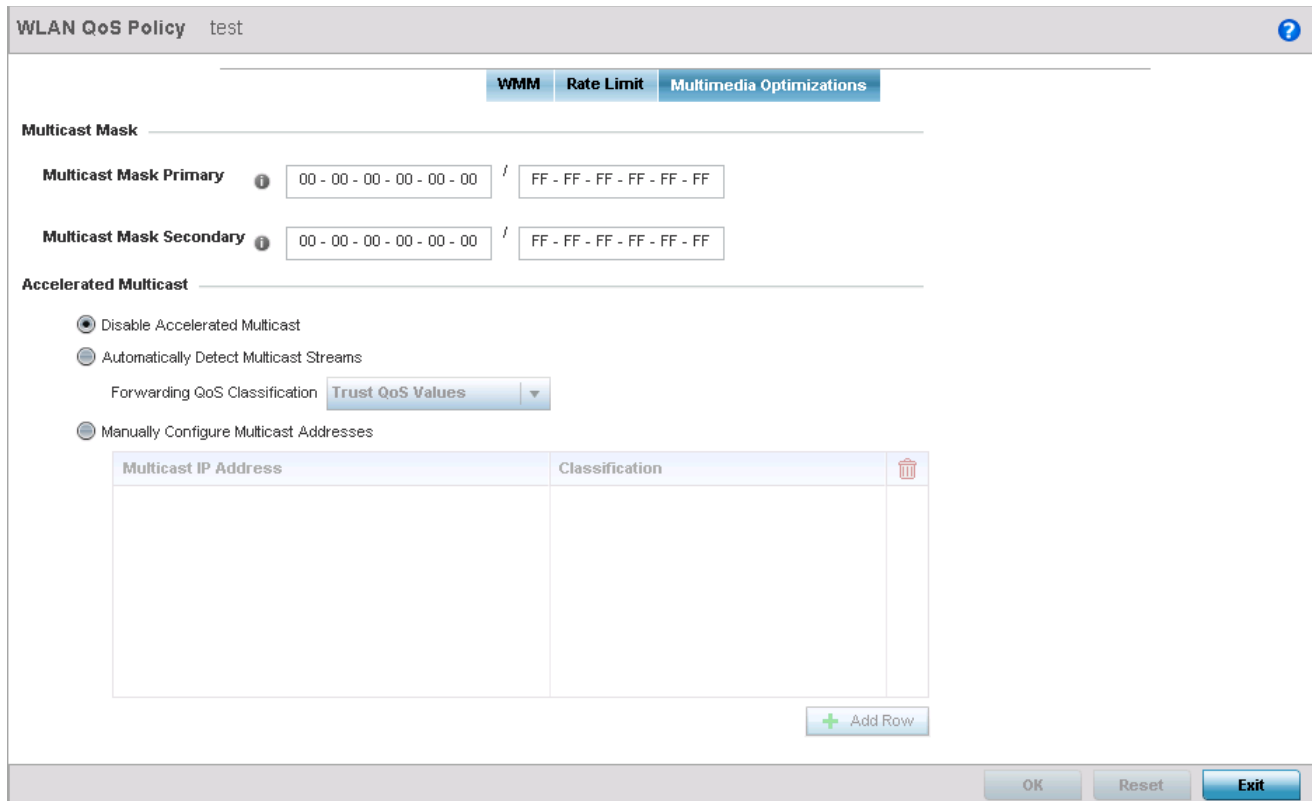 WLAN QoS Policy test
WMM Rate Limit Multimedia Optimizations
Multicast Mask
Multicast Mask Primary 00 - 00 - 00 - 00 - 00 - 00 / FF - FF - FF - FF - FF - FF
Multicast Mask Secondary 00 - 00 - 00 - 00 - 00 - 00 / FF - FF - FF - FF - FF - FF
Accelerated Multicast
Disable Accelerated Multicast
Automatically Detect Multicast Streams
Forwarding QoS Classification Trust QoS Values
Manually Configure Multicast Addresses
Multicast IP Address Classification
Add Row
OK Reset Exit